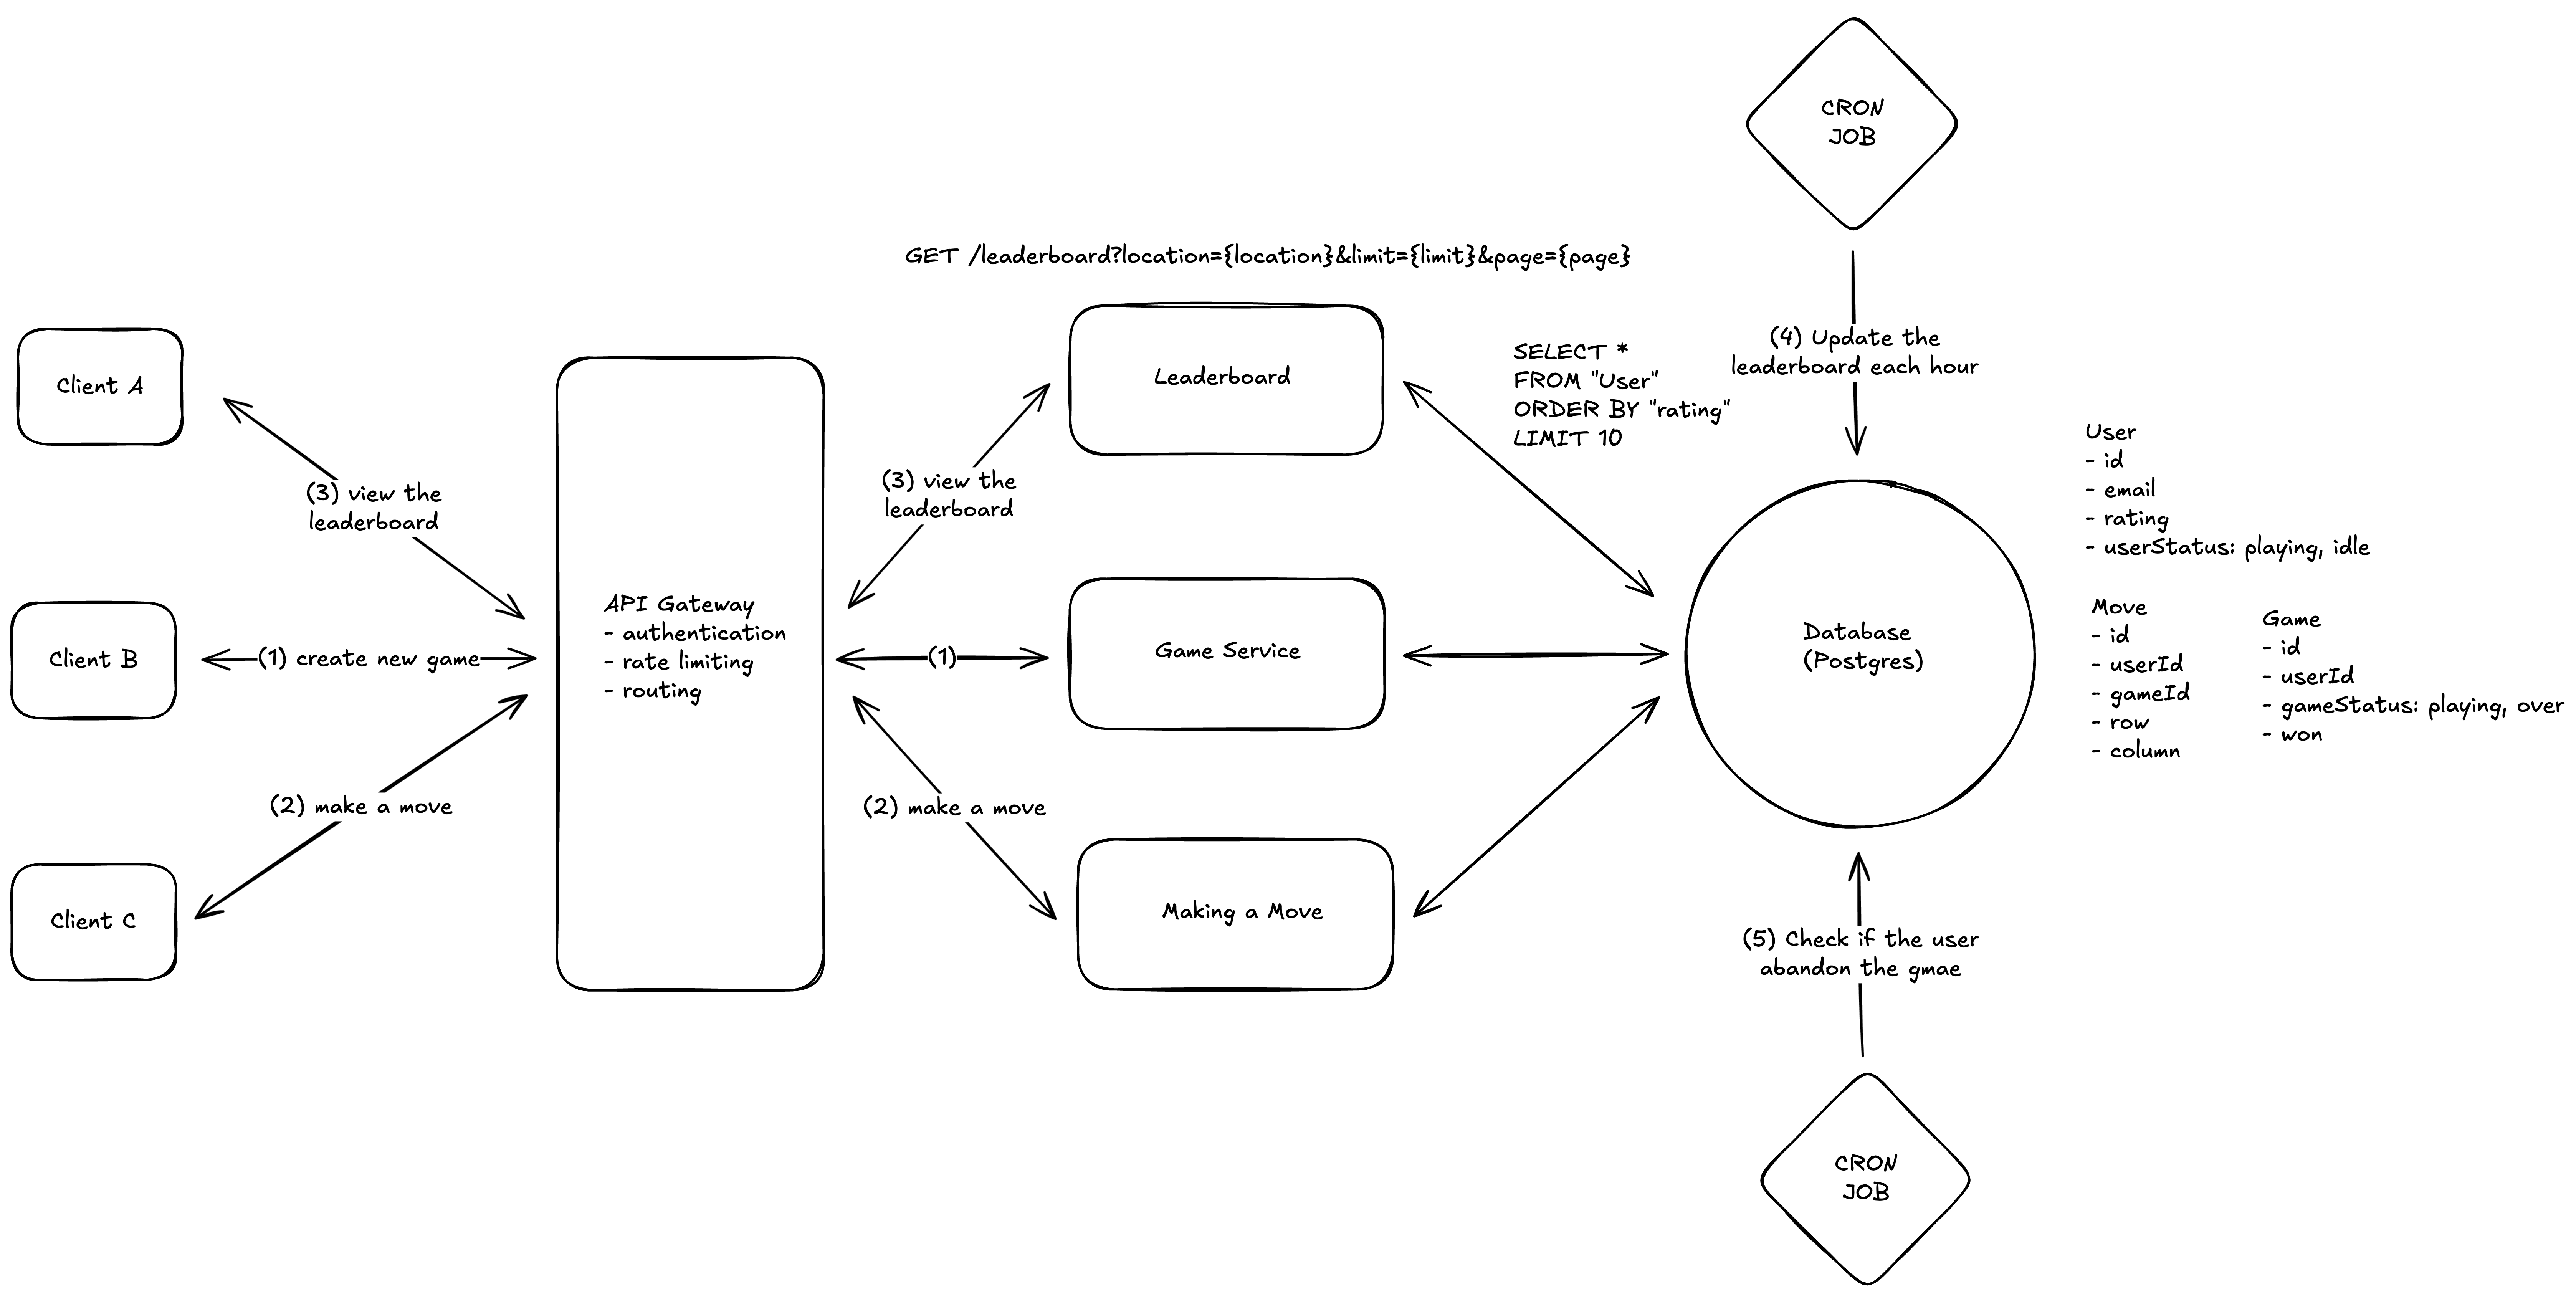 CRON
JOB
GET /leaderboard?location={location}&limit={limit}&page={page}
Client A
(3) view the
leaderboard
Client B
(1) create new game
(2) make a move
Client C
API Gateway
- authentication
- rate limiting
- routing
(3) view the
leaderboard
(1)
(2) make a move
Leaderboard
Game Service
Making a Move
SELECT *
FROM "User"
ORDER BY "rating"
LIMIT 10
(4) Update the
leaderboard each hour
Database
(Postgres)
(5) Check if the user
abandon the gmae
CRON
JOB
User
- id
- email
- rating
- userStatus: playing, idle
Move
- id
- userId
- gameId
- row
- column
Game
- id
- userId
- gameStatus: playing, over
- won